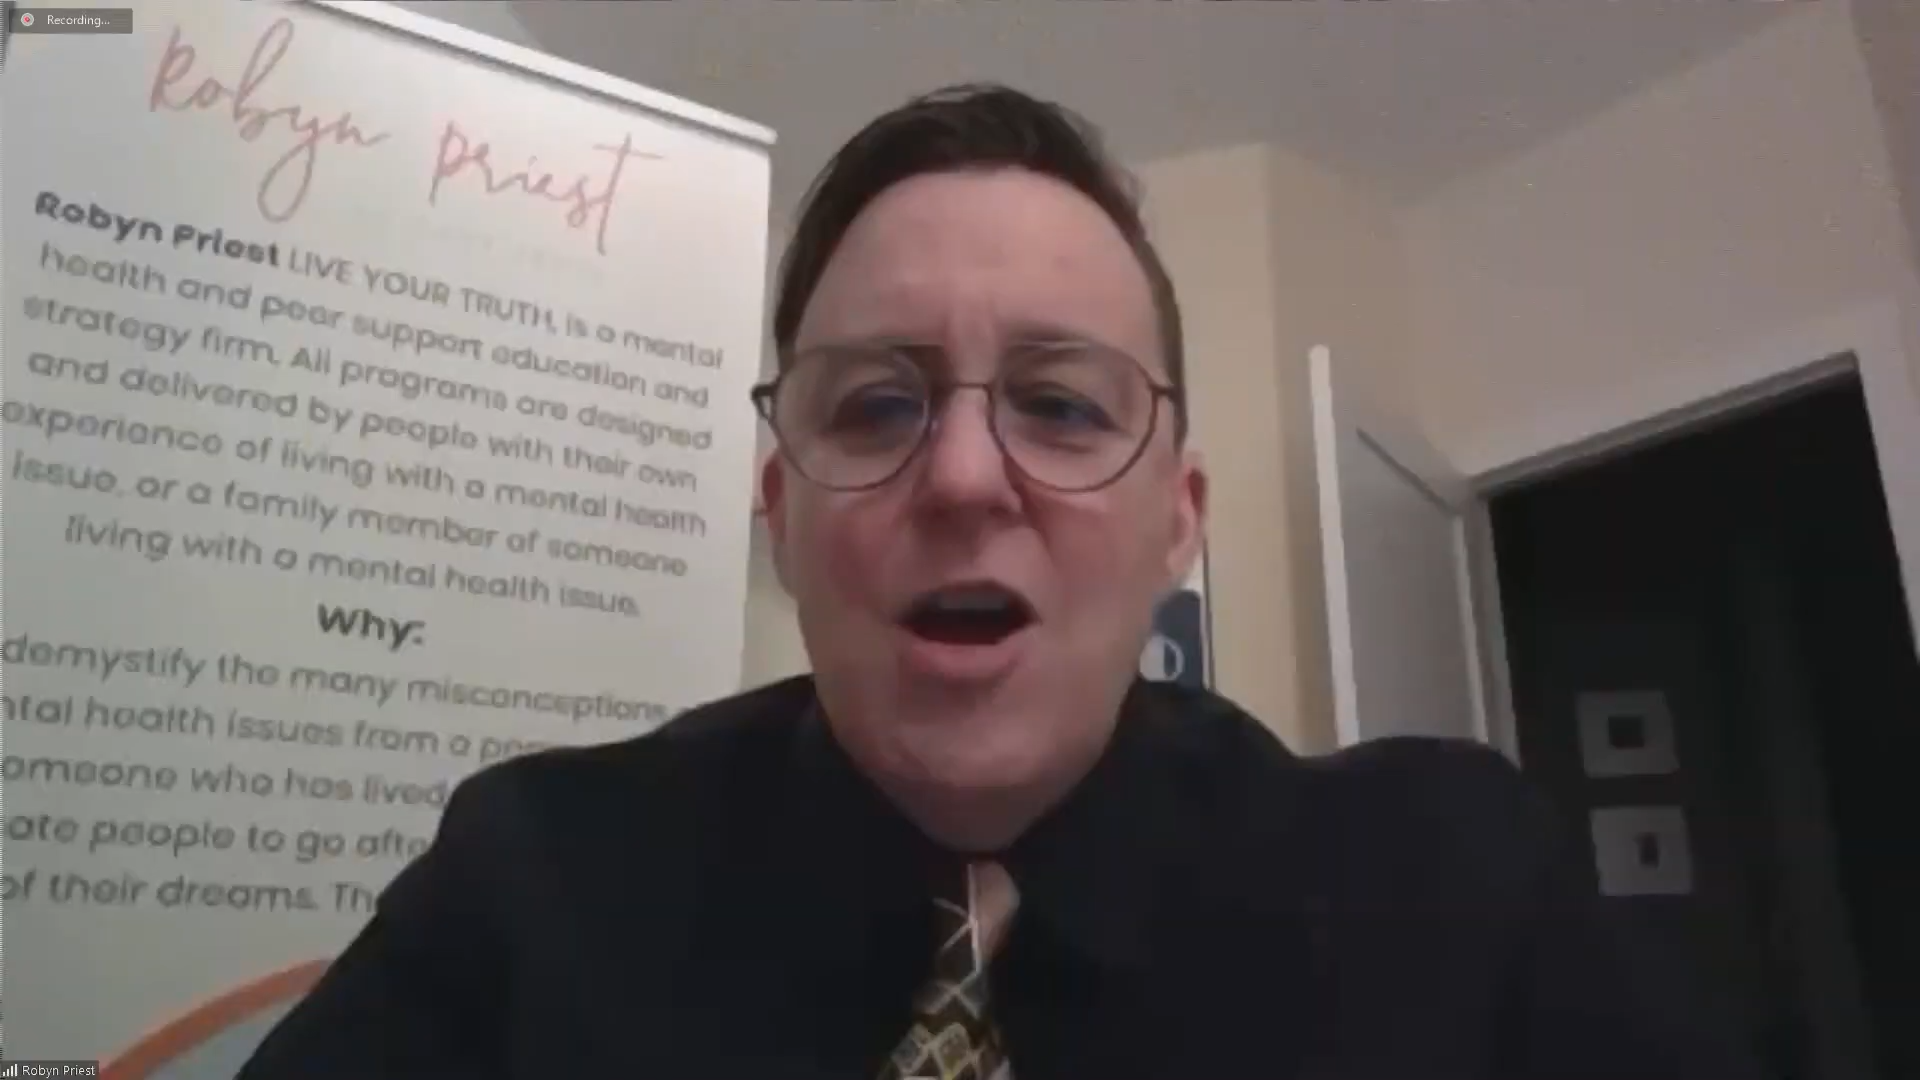 Recording...
Robyn Priest
Robyn Priest LIVE YOUR TRUTH, is a mental
health and peer support education and
strategy firm. All programs are designed
and delivered by people with their own
experience of living with a mental health
issue, or a family member of someone
living with a mental health issue.
Why:
demystify the many misconceptions
ntal health issues from a per
omeone who has lived
ate people to go afte
of their dreams. Th
Robyn Priest